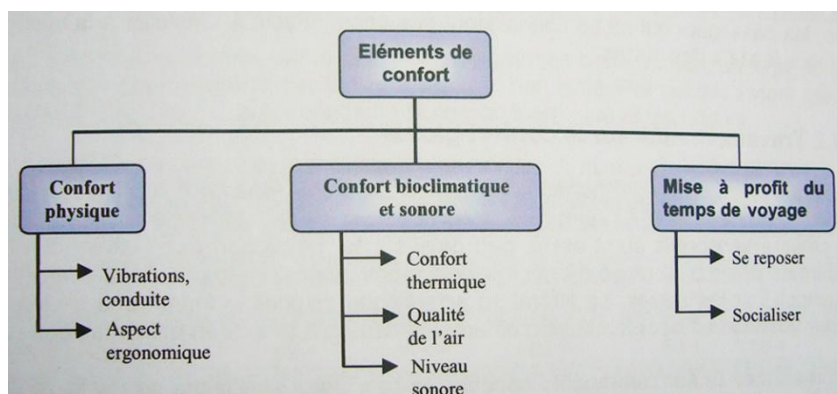 Eléments de
confort
Confort
physique
Vibrations,
conduite
Aspect
ergonomique
Confort bioclimatique
et sonore
Confort
thermique
Qualité
de l'air
Niveau
sonore
Mise à profit du
temps de voyage
Se reposer
Socialiser